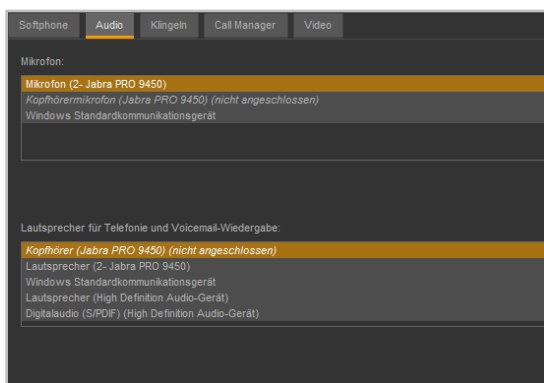 Softphone Audio Klingeln Call Manager Video
Mikrofon:
Mikrofon (2- Jabra PRO 9450)
Kopfhörermikrofon (Jabra PRO 9450) (nicht angeschlossen)
Windows Standardkommunikationsgerät
Lautsprecher für Telefonie und Voicemail-Wiedergabe:
Kopfhörer (Jabra PRO 9450) (nicht angeschlossen)
Lautsprecher (2- Jabra PRO 9450)
Windows Standardkommunikationsgerät
Lautsprecher (High Definition Audio-Gerät)
Digitalaudio (S/PDIF) (High Definition Audio-Gerät)